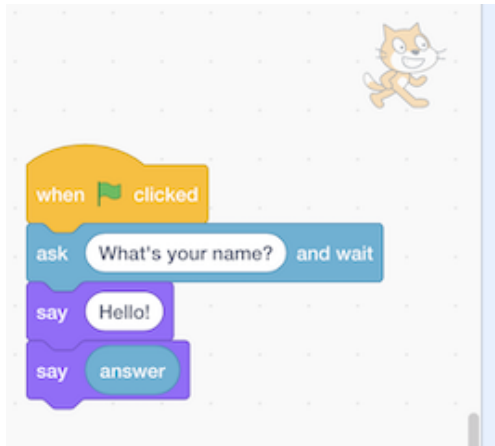 when clicked
ask What's your name? and wait
say Hello!
say answer